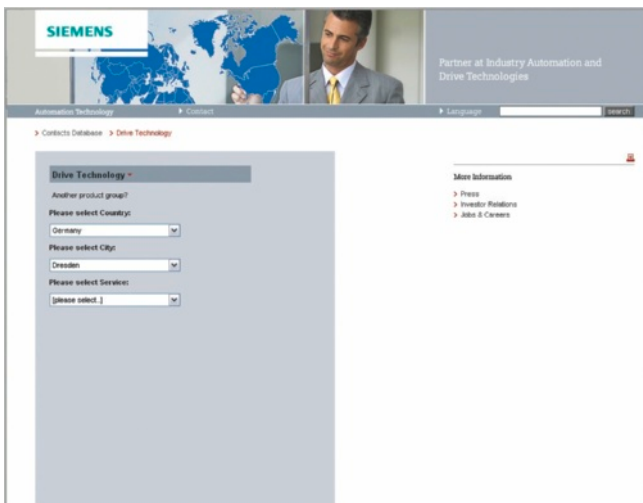 SIEMENS
Partner at Industry Automation and
Drive Technologies
Automation Technology
Contact
Language
search
Contacts Database
Drive Technology
Drive Technology
Another product group?
Please select Country:
Germany
Please select City:
Dresden
Please select Service:
[please select..]
More Information
Press
Investor Relations
Jobs & Careers